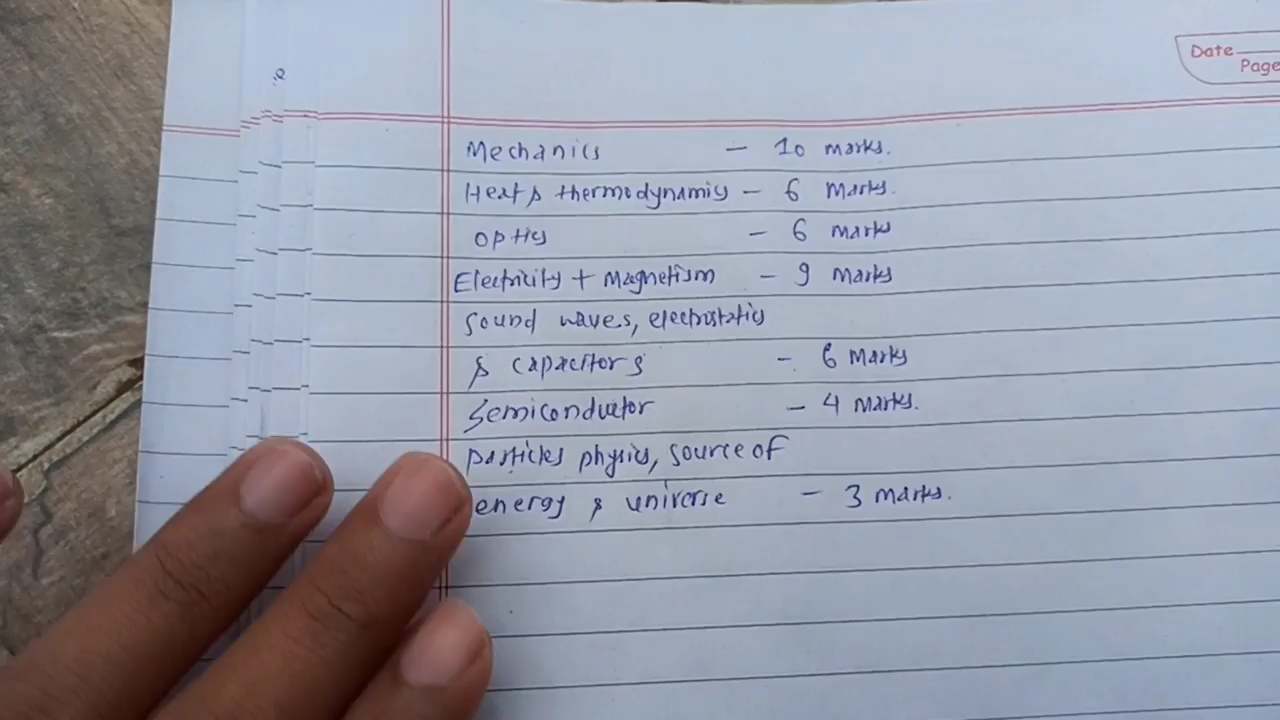 Date
Page
Mechanics - 10 marks.
Heat & thermodynamics - 6 Marks.
Optics - 6 marks
Electricity + Magnetism - 9 Marks
Sound waves, electrostatics
& capacitors - 6 Marks
Semiconductor - 4 Marks.
particles physics, source of
energy & universe - 3 marks.